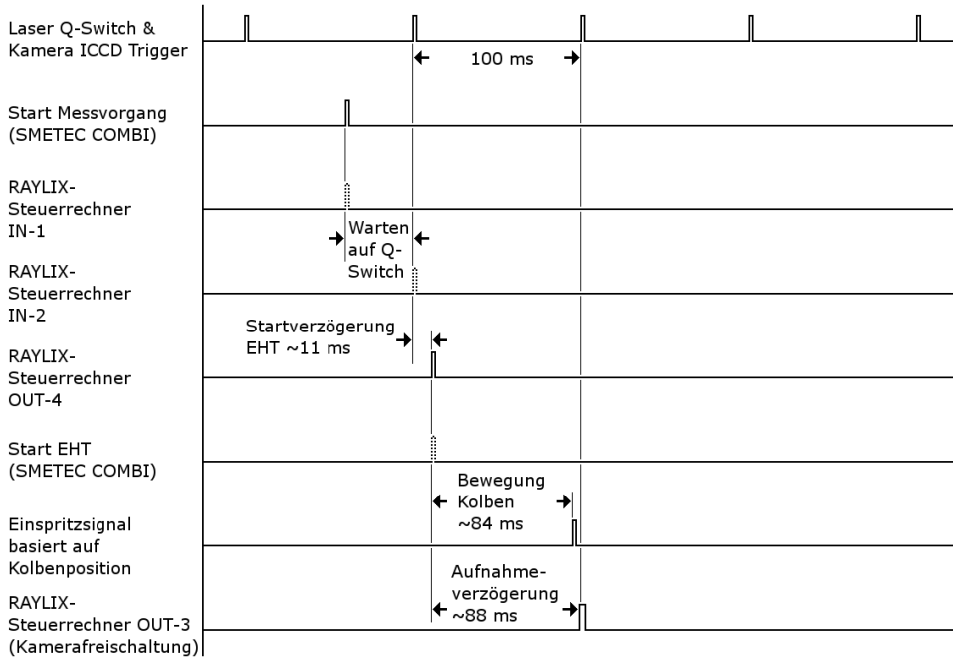 Laser Q-Switch &
Kamera ICCD Trigger
100 ms
Start Messvorgang
(SMETEC COMBI)
RAYLIX-
Steuerrechner
IN-1
Warten
auf Q-
Switch
RAYLIX-
Steuerrechner
IN-2
Startverzögerung
EHT ~11 ms
RAYLIX-
Steuerrechner
OUT-4
Start EHT
(SMETEC COMBI)
Bewegung
Kolben
~84 ms
Einspritzsignal
basiert auf
Kolbenposition
Aufnahme-
verzögerung
~88 ms
RAYLIX-
Steuerrechner OUT-3
(Kamerafreischaltung)